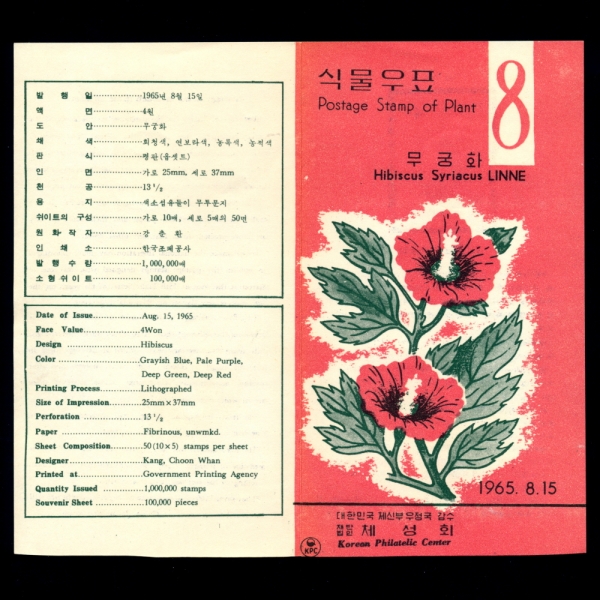 발 행 일 ············ 1965년 8월 15일
액 면 ············ 4원
도 안 ············ 무궁화
채 색 ············ 회청색, 연보라색, 농록색, 농적색
판 식 ············ 평판(옵셋트)
인 면 ············ 가로 25mm, 세로 37mm
천 공 ············ 13 ½
용 지 ············ 색소섬유들이 무투문지
쉬이트의 구성 ········ 가로 10매, 세로 5매의 50면
원 화 작 자 ········ 강 춘 환
인 쇄 소 ············ 한국조폐공사
발 행 수 량 ········ 1,000,000매
소 형 쉬 이 트 ········ 100,000매
Date of Issue............Aug. 15, 1965
Face Value............4Won
Design ............Hibiscus
Color ............Grayish Blue, Pale Purple,
Deep Green, Deep Red
Printing Process............Lithographed
Size of Impression........25mm×37mm
Perforation ............13 ½
Paper ............Fibrinous, unwmkd.
Sheet Composition........50(10×5) stamps per sheet
Designer............Kang, Choon Whan
Printed at............Government Printing Agency
Quantity Issued ............1,000,000 stamps
Souvenir Sheet ............100,000 pieces
식물우표
Postage Stamp of Plant
8
무궁화
Hibiscus Syriacus LINNE
1965. 8.15
대한민국 체신부우정국 감수
체 성 회
Korean Philatelic Center
KPC